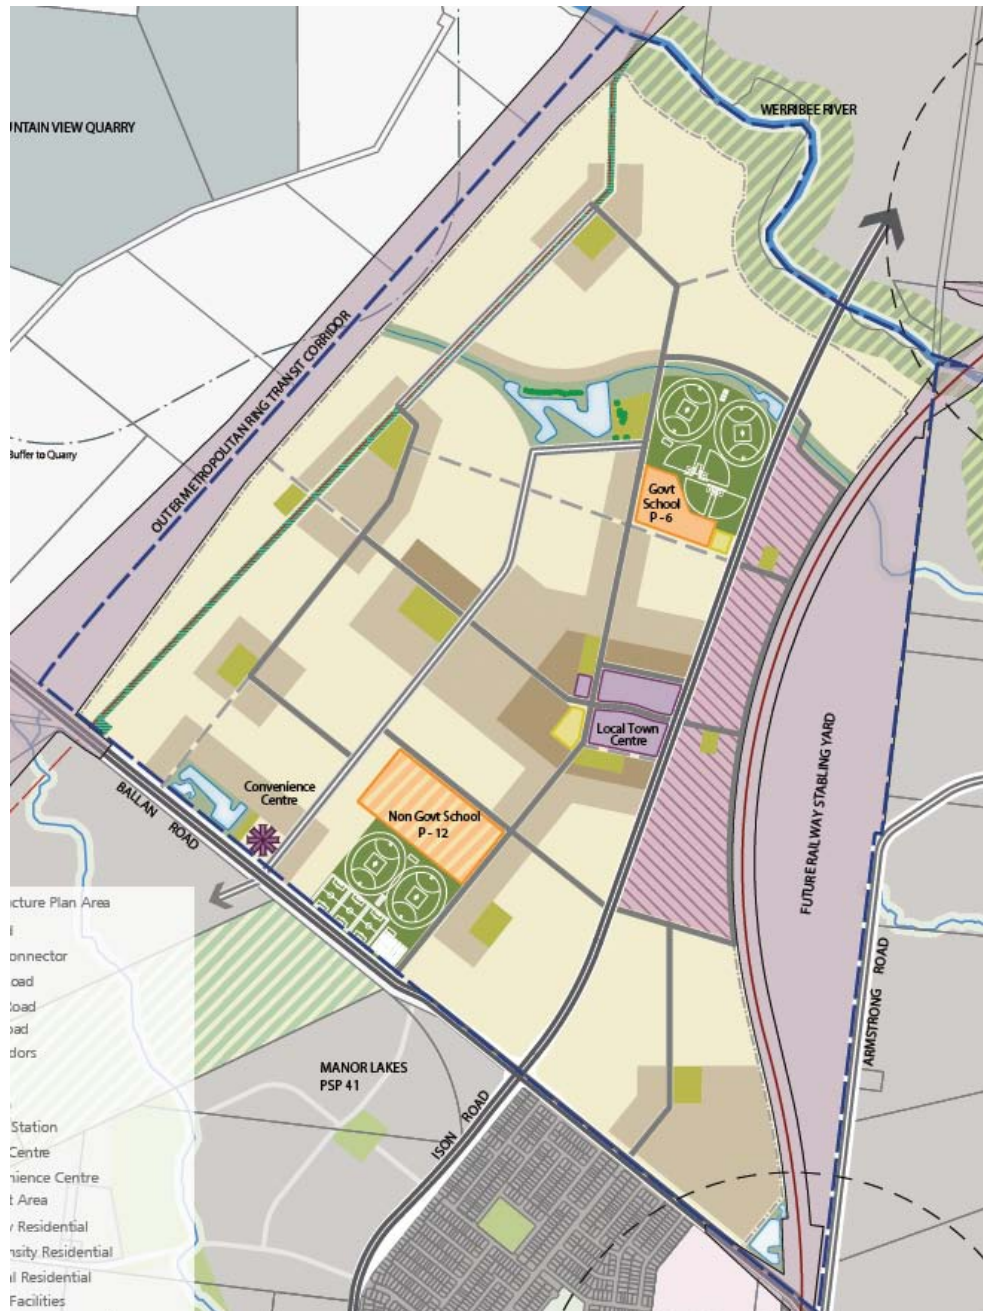 WERRIBEE RIVER
UNTAIN VIEW QUARRY
OUTER METROPOLITAN RING TRANSIT CORRIDOR
Buffer to Quarry
Govt
School
P - 6
Local Town
Centre
Convenience
Centre
Non Govt School
P - 12
BALLAN ROAD
FUTURE RAILWAY STABLING YARD
ARMSTRONG ROAD
MANOR LAKES
PSP 41
ISON ROAD
ucture Plan Area
d
onnector
oad
Road
oad
dors
Station
Centre
nience Centre
t Area
y Residential
nsity Residential
l Residential
Facilities